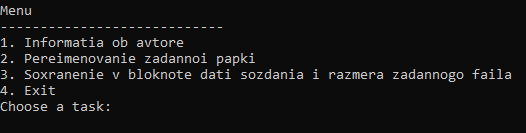 Menu
----------------------------
1. Informatia ob avtore
2. Pereimenovanie zadannoi papki
3. Soxranenie v bloknote dati sozdania i razmera zadannogo faila
4. Exit
Choose a task: